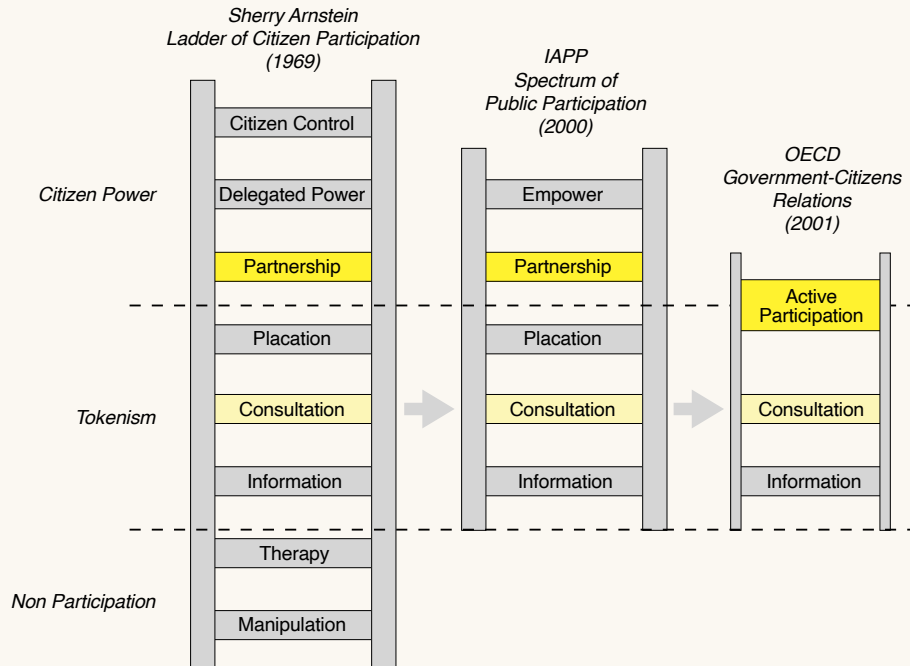 Sherry Arnstein
Ladder of Citizen Participation
(1969)
IAPP
Spectrum of
Public Participation
(2000)
OECD
Government-Citizens
Relations
(2001)
Citizen Power
Tokenism
Non Participation
Citizen Control
Delegated Power
Partnership
Placation
Consultation
Information
Therapy
Manipulation
Empower
Partnership
Placation
Consultation
Information
Active
Participation
Consultation
Information